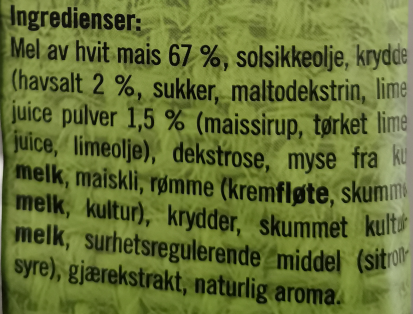 Ingredienser:
Mel av hvit mais 67 %, solsikkeolje, krydde
(havsalt 2 %, sukker, maltodekstrin, lime
juice pulver 1,5 % (maissirup, tørket lime
juice, limeolje), dekstrose, myse fra ku
melk, maiskli, rømme (kremfløte, skumm
melk, kultur), krydder, skummet kultur
melk, surhetsregulerende middel (sitron-
syre), gjærekstrakt, naturlig aroma.